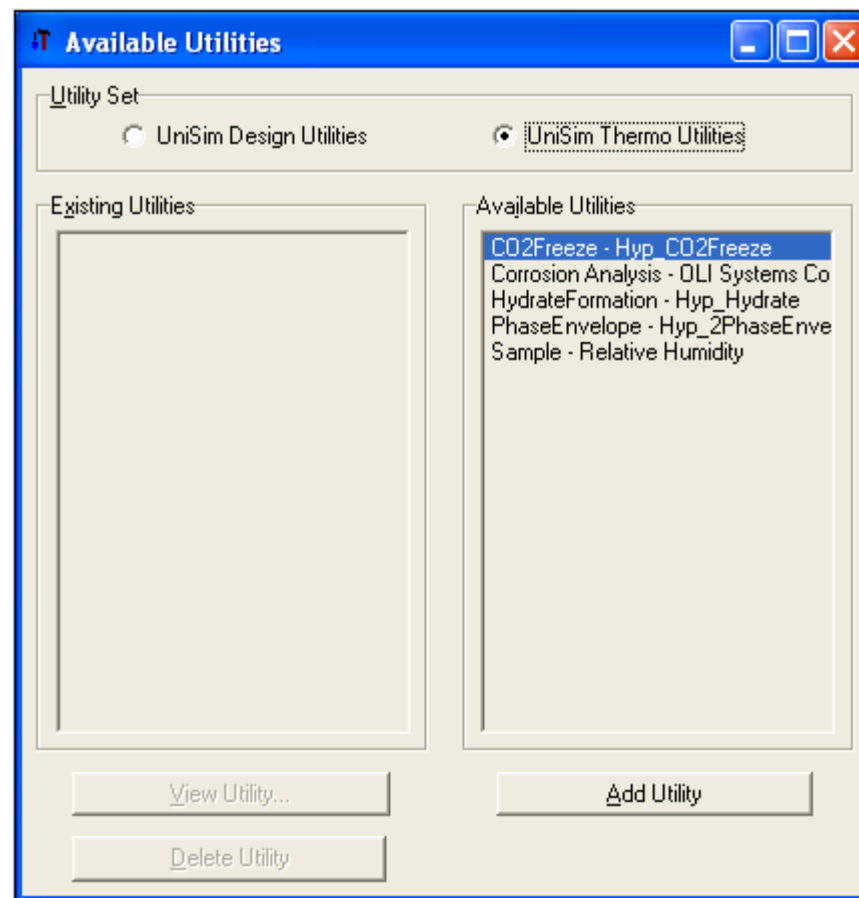 Available Utilities
Utility Set
UniSim Design Utilities
UniSim Thermo Utilities
Existing Utilities
Available Utilities
CO2Freeze - Hyp_CO2Freeze
Corrosion Analysis - OLI Systems Co
HydrateFormation - Hyp_Hydrate
PhaseEnvelope - Hyp_2PhaseEnve
Sample - Relative Humidity
View Utility...
Add Utility
Delete Utility